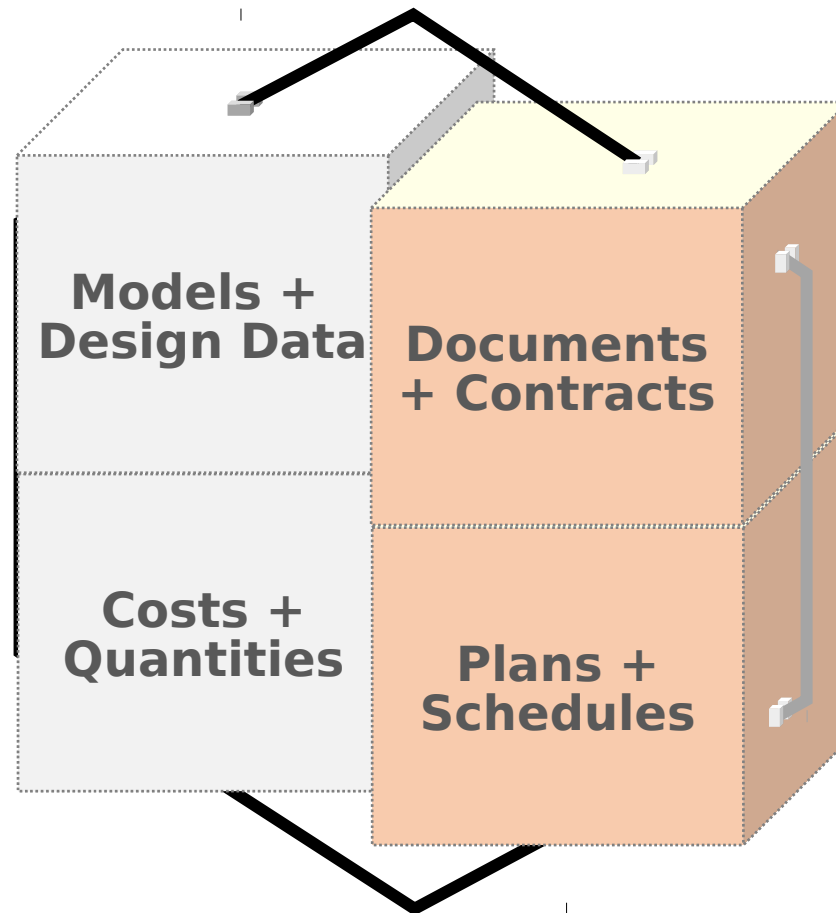 Models +
Design Data
Documents
+ Contracts
Costs +
Quantities
Plans +
Schedules